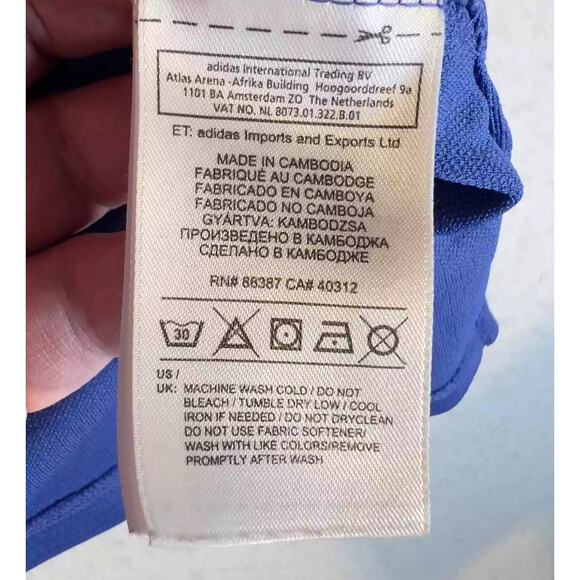 adidas International Trading BV
Atlas Arena -Afrika Building Hoogoorddreef 9a
1101 BA Amsterdam ZO The Netherlands
VAT NO. NL 8073.01.322.B.01
ET: adidas Imports and Exports Ltd
MADE IN CAMBODIA
FABRIQUÉ AU CAMBODGE
FABRICADO EN CAMBOYA
FABRICADO NO CAMBOJA
GYÁRTVA: KAMBODZSA
ПРОИЗВЕДЕНО В КАМБОДЖА
СДЕЛАНО В КАМБОДЖЕ
RN# 88387 CA# 40312
30
US /
UK: MACHINE WASH COLD / DO NOT
BLEACH / TUMBLE DRY LOW / COOL
IRON IF NEEDED / DO NOT DRYCLEAN
DO NOT USE FABRIC SOFTENER/
WASH WITH LIKE COLORS/REMOVE
PROMPTLY AFTER WASH